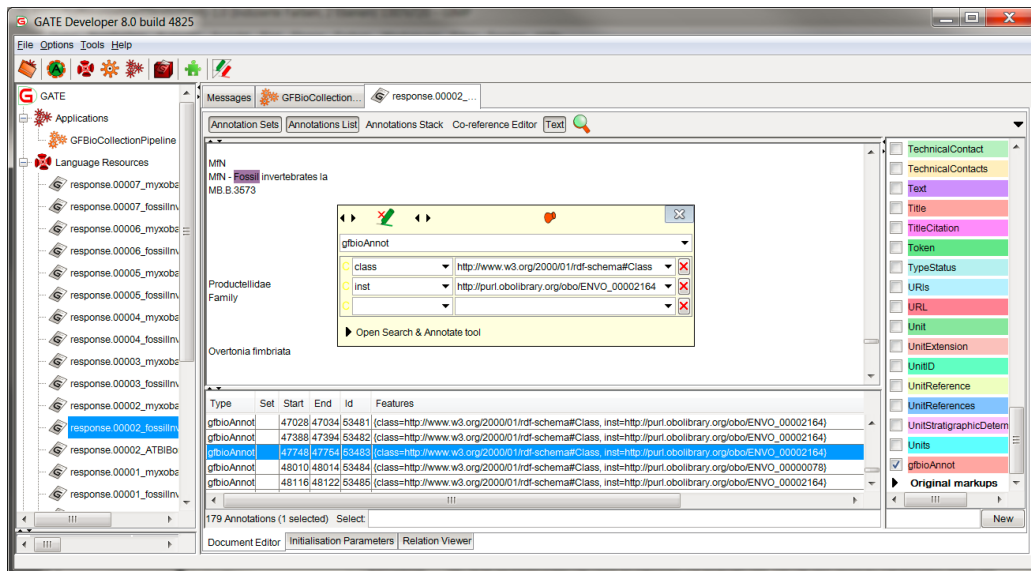 GATE Developer 8.0 build 4825
File Options Tools Help
GATE
Applications
GFBioCollectionPipeline
Language Resources
response.00007_myxoba
response.00007_fossilInv
response.00006_myxoba
response.00006_fossilInv
response.00005_myxoba
response.00005_fossilInv
response.00004_myxoba
response.00004_fossilInv
response.00003_myxoba
response.00003_fossilInv
response.00002_myxoba
response.00002_fossilInv
response.00002_ATBIBo
response.00001_myxoba
response.00001_fossilInv
Messages GFBioCollection... response.00002_...
Annotation Sets Annotations List Annotations Stack Co-reference Editor Text
MfN
MfN - Fossil invertebrates Ia
MB.B.3573
Productellidae
Family
Overtonia fimbriata
gfbioAnnot
C class http://www.w3.org/2000/01/rdf-schema#Class
C inst http://purl.obolibrary.org/obo/ENVO_00002164
C
Open Search & Annotate tool
Type Set Start End Id Features
gfbioAnnot 47028 47034 53481 {class=http://www.w3.org/2000/01/rdf-schema#Class, inst=http://purl.obolibrary.org/obo/ENVO_00002164}
gfbioAnnot 47388 47394 53482 {class=http://www.w3.org/2000/01/rdf-schema#Class, inst=http://purl.obolibrary.org/obo/ENVO_00002164}
gfbioAnnot 47748 47754 53483 {class=http://www.w3.org/2000/01/rdf-schema#Class, inst=http://purl.obolibrary.org/obo/ENVO_00002164}
gfbioAnnot 48010 48014 53484 {class=http://www.w3.org/2000/01/rdf-schema#Class, inst=http://purl.obolibrary.org/obo/ENVO_00000078}
gfbioAnnot 48116 48122 53485 {class=http://www.w3.org/2000/01/rdf-schema#Class, inst=http://purl.obolibrary.org/obo/ENVO_00002164}
179 Annotations (1 selected) Select:
Document Editor Initialisation Parameters Relation Viewer
TechnicalContact
TechnicalContacts
Text
Title
TitleCitation
Token
TypeStatus
URIs
URL
Unit
UnitExtension
UnitID
UnitReference
UnitReferences
UnitStratigraphicDetern
Units
gfbioAnnot
Original markups
New